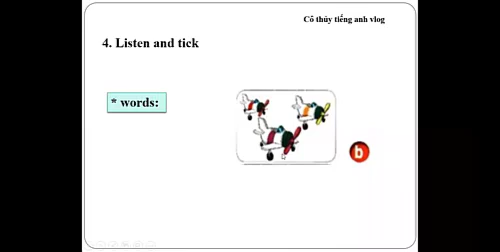 Cô thủy tiếng anh vlog
4. Listen and tick
* words:
b